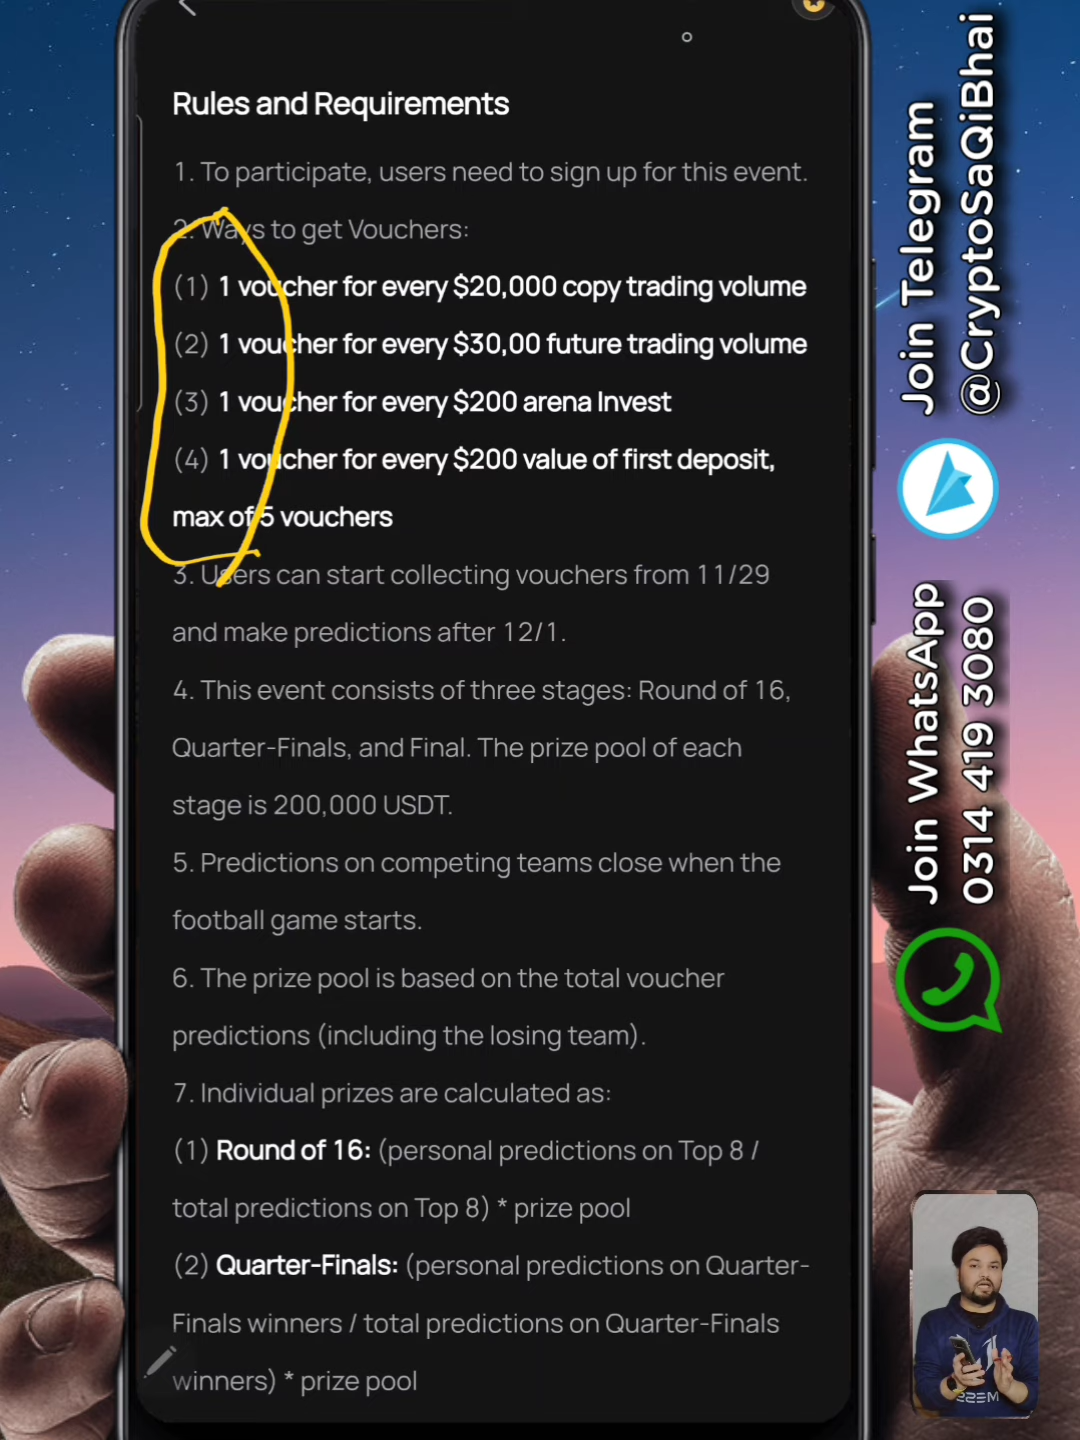 Rules and Requirements
1. To participate, users need to sign up for this event.
2. Ways to get Vouchers:
(1) 1 voucher for every $20,000 copy trading volume
(2) 1 voucher for every $30,00 future trading volume
(3) 1 voucher for every $200 arena Invest
(4) 1 voucher for every $200 value of first deposit,
max of 5 vouchers
3. Users can start collecting vouchers from 11/29
and make predictions after 12/1.
4. This event consists of three stages: Round of 16,
Quarter-Finals, and Final. The prize pool of each
stage is 200,000 USDT.
5. Predictions on competing teams close when the
football game starts.
6. The prize pool is based on the total voucher
predictions (including the losing team).
7. Individual prizes are calculated as:
(1) Round of 16: (personal predictions on Top 8 /
total predictions on Top 8) * prize pool
(2) Quarter-Finals: (personal predictions on Quarter-
Finals winners / total predictions on Quarter-Finals
winners) * prize pool
Join Telegram
@CryptoSaQiBhai
Join WhatsApp
0314 419 3080